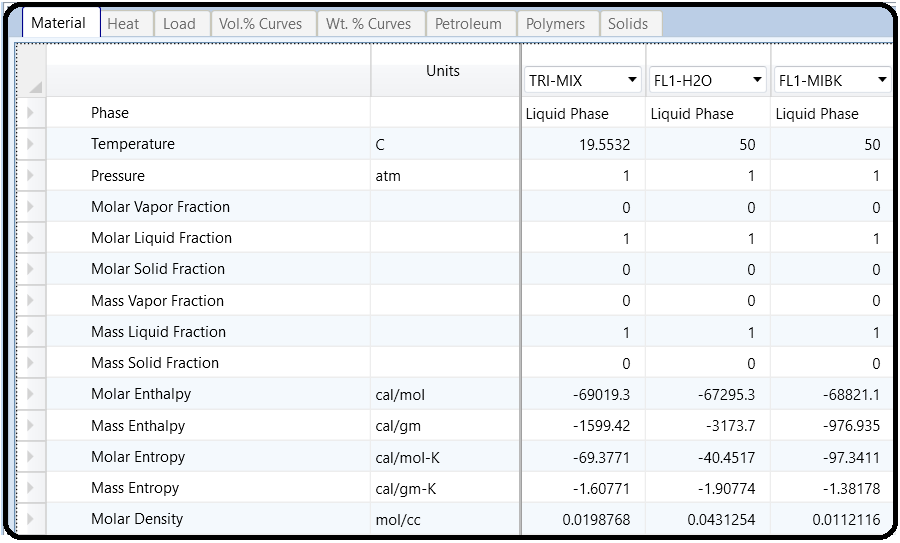 Material Heat Load Vol.% Curves Wt. % Curves Petroleum Polymers Solids
Units TRI-MIX FL1-H2O FL1-MIBK
Phase Liquid Phase Liquid Phase Liquid Phase
Temperature C 19.5532 50 50
Pressure atm 1 1 1
Molar Vapor Fraction 0 0 0
Molar Liquid Fraction 1 1 1
Molar Solid Fraction 0 0 0
Mass Vapor Fraction 0 0 0
Mass Liquid Fraction 1 1 1
Mass Solid Fraction 0 0 0
Molar Enthalpy cal/mol -69019.3 -67295.3 -68821.1
Mass Enthalpy cal/gm -1599.42 -3173.7 -976.935
Molar Entropy cal/mol-K -69.3771 -40.4517 -97.3411
Mass Entropy cal/gm-K -1.60771 -1.90774 -1.38178
Molar Density mol/cc 0.0198768 0.0431254 0.0112116